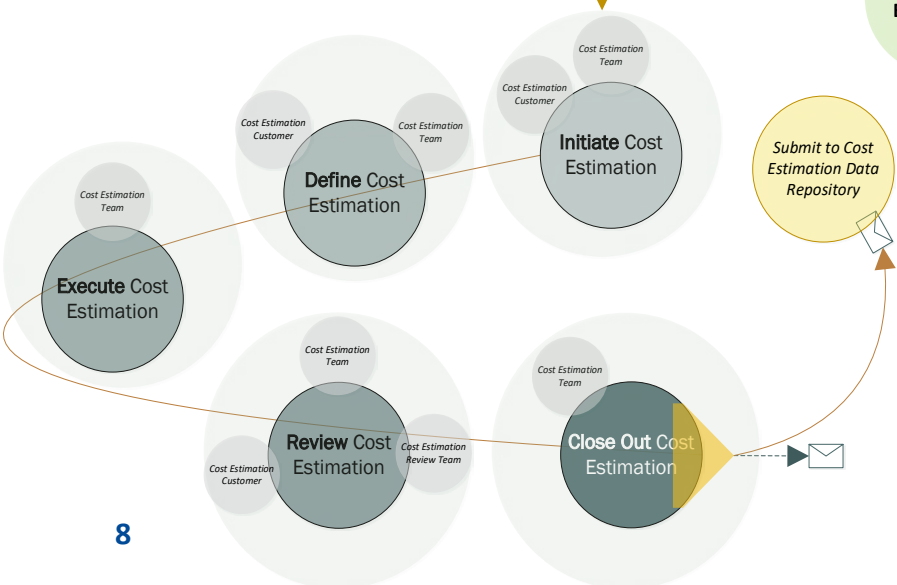 Cost Estimation
Team
Cost Estimation
Customer
Initiate Cost
Estimation
Cost Estimation
Customer
Cost Estimation
Team
Define Cost
Estimation
Cost Estimation
Team
Execute Cost
Estimation
Submit to Cost
Estimation Data
Repository
Cost Estimation
Team
Review Cost
Estimation
Cost Estimation
Review Team
Cost Estimation
Customer
Cost Estimation
Team
Close Out Cost
Estimation
8